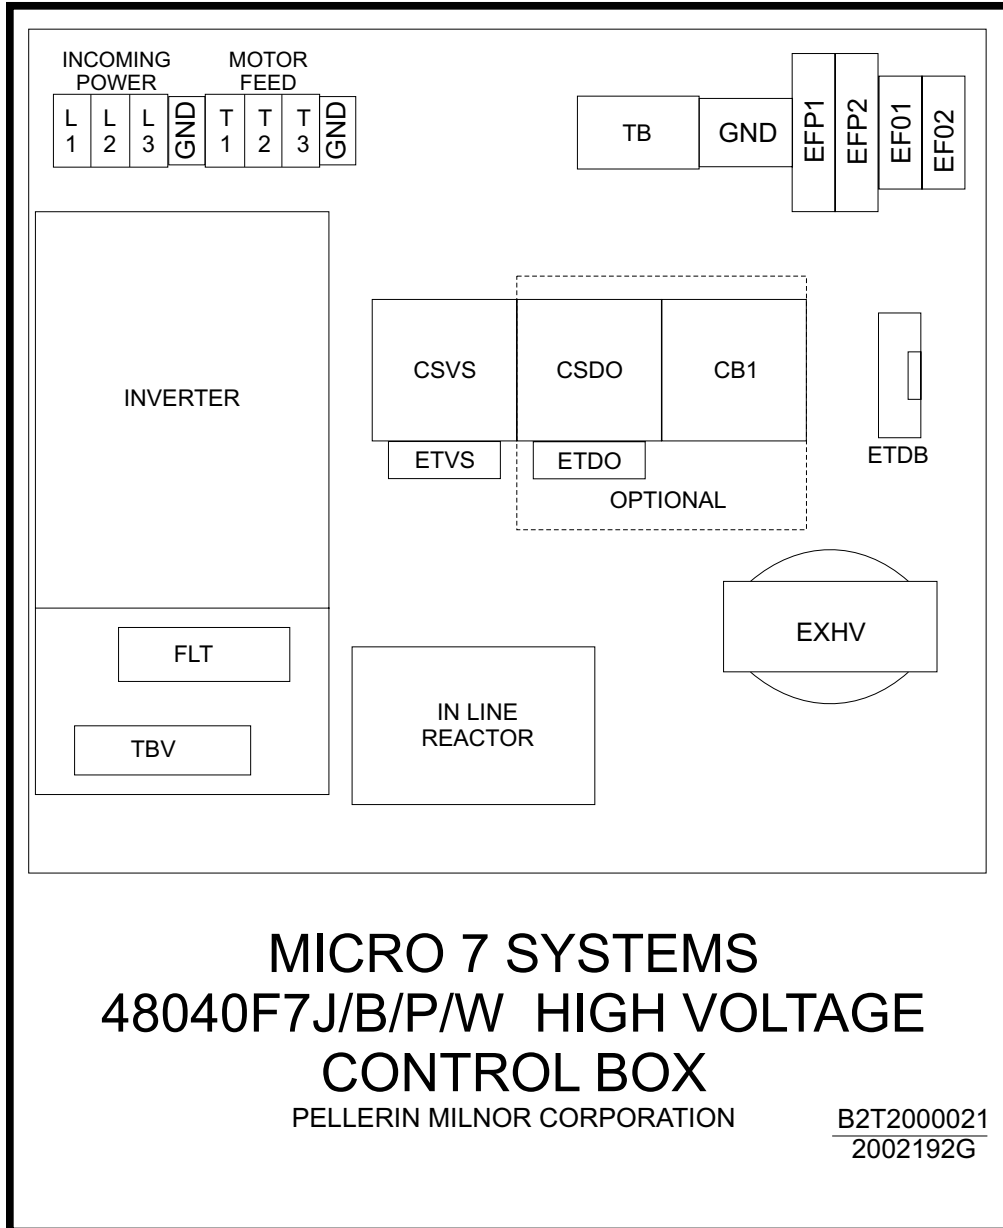 INCOMING
POWER
MOTOR
FEED
L
1
L
2
L
3
GND
T
1
T
2
T
3
GND
TB
GND
EFP1
EFP2
EF01
EF02
INVERTER
CSVS
CSDO
CB1
ETVS
ETDO
ETDB
OPTIONAL
FLT
TBV
IN LINE
REACTOR
EXHV
MICRO 7 SYSTEMS
48040F7J/B/P/W HIGH VOLTAGE
CONTROL BOX
PELLERIN MILNOR CORPORATION
B2T2000021
2002192G